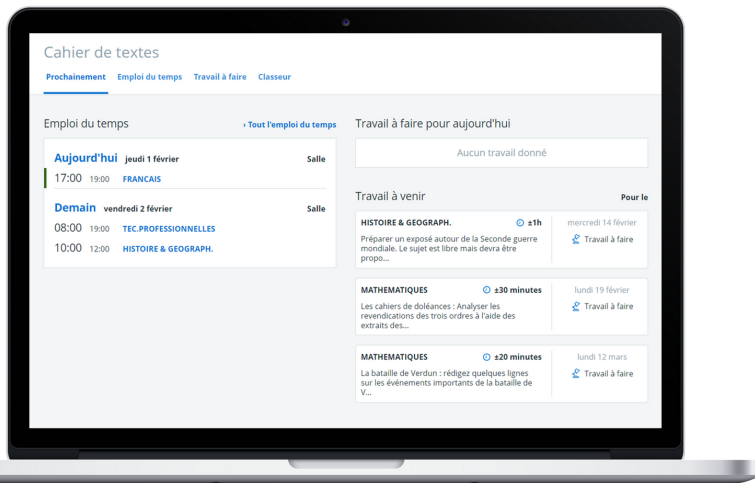 Cahier de textes
Prochainement Emploi du temps Travail à faire Classeur
Emploi du temps
› Tout l'emploi du temps
Aujourd'hui jeudi 1 février Salle
17:00 19:00 FRANCAIS
Demain vendredi 2 février Salle
08:00 19:00 TEC.PROFESSIONNELLES
10:00 12:00 HISTOIRE & GEOGRAPH.
Travail à faire pour aujourd'hui
Aucun travail donné
Travail à venir Pour le
HISTOIRE & GEOGRAPH. ±1h
Préparer un exposé autour de la Seconde guerre
mondiale. Le sujet est libre mais devra être
propo...
mercredi 14 février
Travail à faire
MATHEMATIQUES ±30 minutes
Les cahiers de doléances : Analyser les
revendications des trois ordres à l'aide des
extraits des...
lundi 19 février
Travail à faire
MATHEMATIQUES ±20 minutes
La bataille de Verdun : rédigez quelques lignes
sur les événements importants de la bataille de
V...
lundi 12 mars
Travail à faire